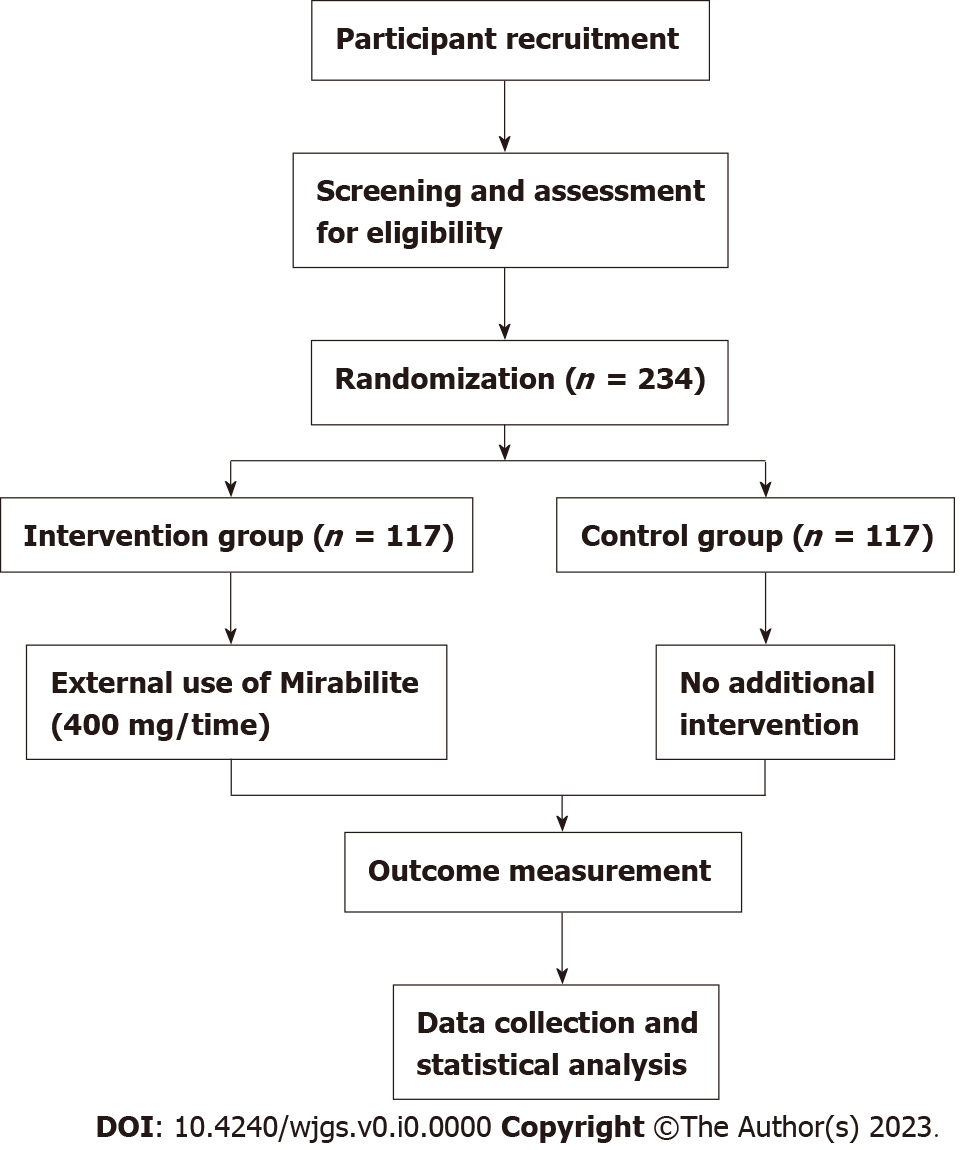 Participant recruitment
Screening and assessment
for eligibility
Randomization (n = 234)
Intervention group (n = 117)
Control group (n = 117)
External use of Mirabilite
(400 mg/time)
No additional
intervention
Outcome measurement
Data collection and
statistical analysis
DOI: 10.4240/wjgs.v0.i0.0000 Copyright ©The Author(s) 2023.